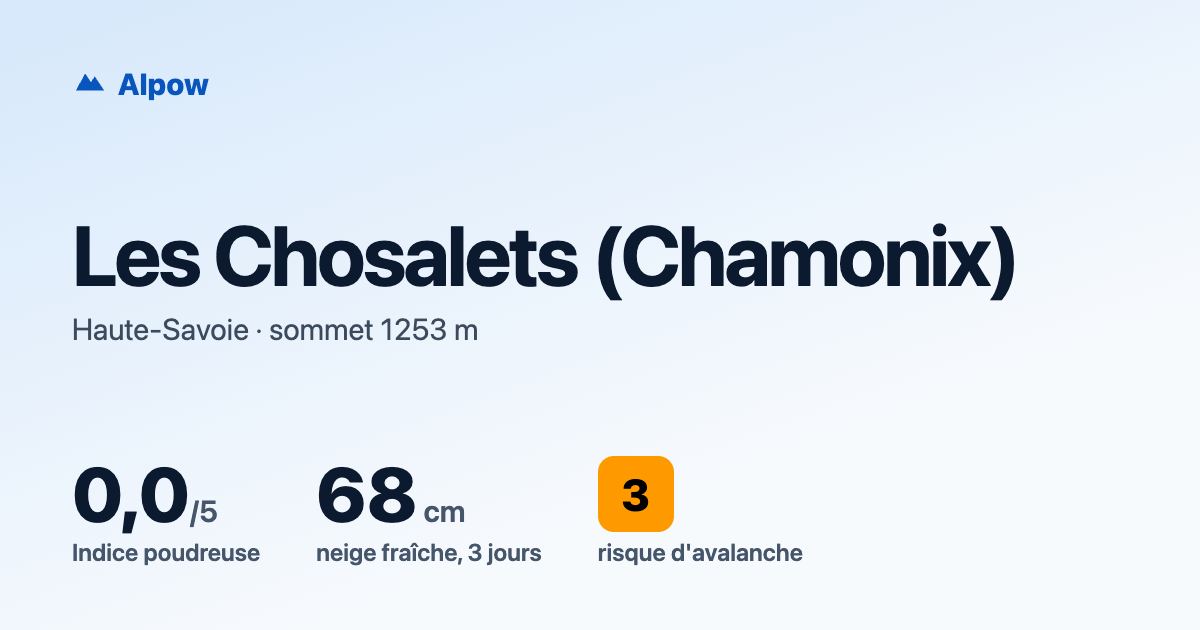 Alpow
Les Chosalets (Chamonix)
Haute-Savoie · sommet 1253 m
0,0/5
Indice poudreuse
68 cm
neige fraîche, 3 jours
3
risque d'avalanche